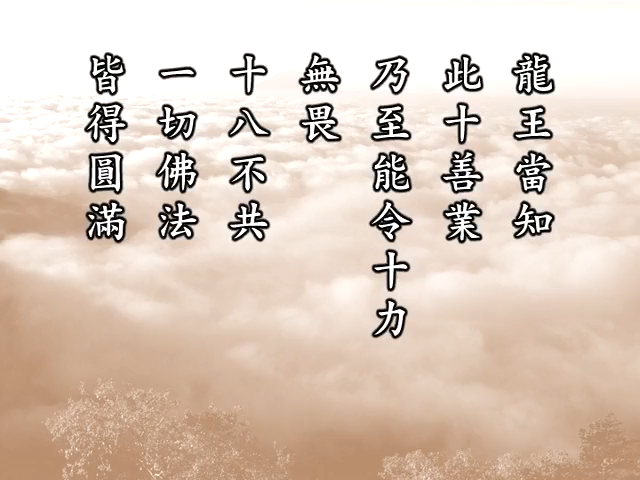 龍王當知
此十善業
乃至能令十力
無畏
十八不共
一切佛法
皆得圓滿